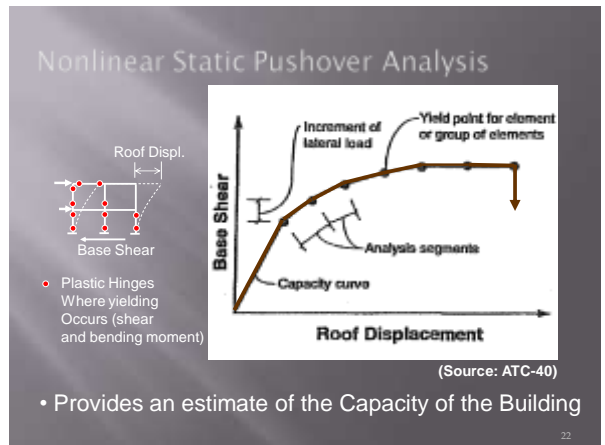 Nonlinear Static Pushover Analysis
Roof Displ.
Base Shear
Plastic Hinges
Where yielding
Occurs (shear
and bending moment)
Increment of
lateral load
Yield point for element
or group of elements
Base Shear
Analysis segments
Capacity curve
Roof Displacement
(Source: ATC-40)
• Provides an estimate of the Capacity of the Building
22